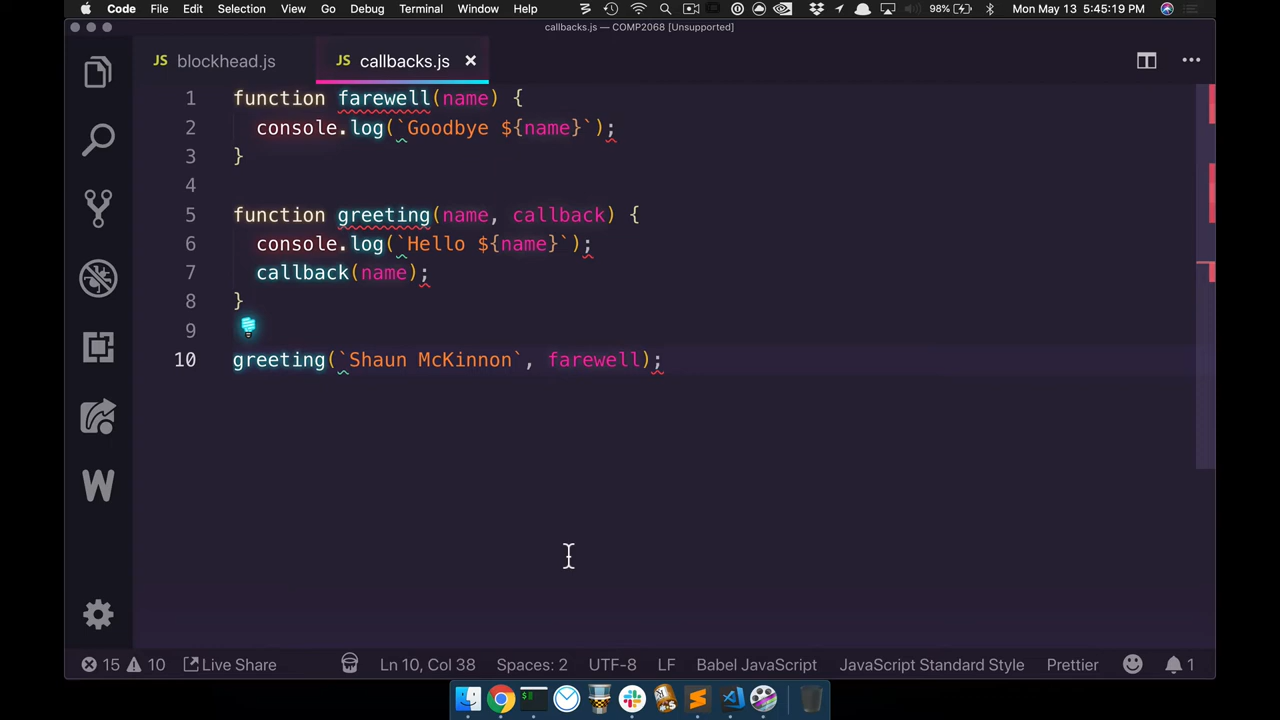 Code File Edit Selection View Go Debug Terminal Window Help 98% Mon May 13 5:45:19 PM
callbacks.js — COMP2068 [Unsupported]
JS blockhead.js JS callbacks.js ×
1 function farewell(name) {
2 console.log(`Goodbye ${name}`);
3 }
4
5 function greeting(name, callback) {
6 console.log(`Hello ${name}`);
7 callback(name);
8 }
9
10 greeting(`Shaun McKinnon`, farewell);
W
15 10 Live Share Ln 10, Col 38 Spaces: 2 UTF-8 LF Babel JavaScript JavaScript Standard Style Prettier 1